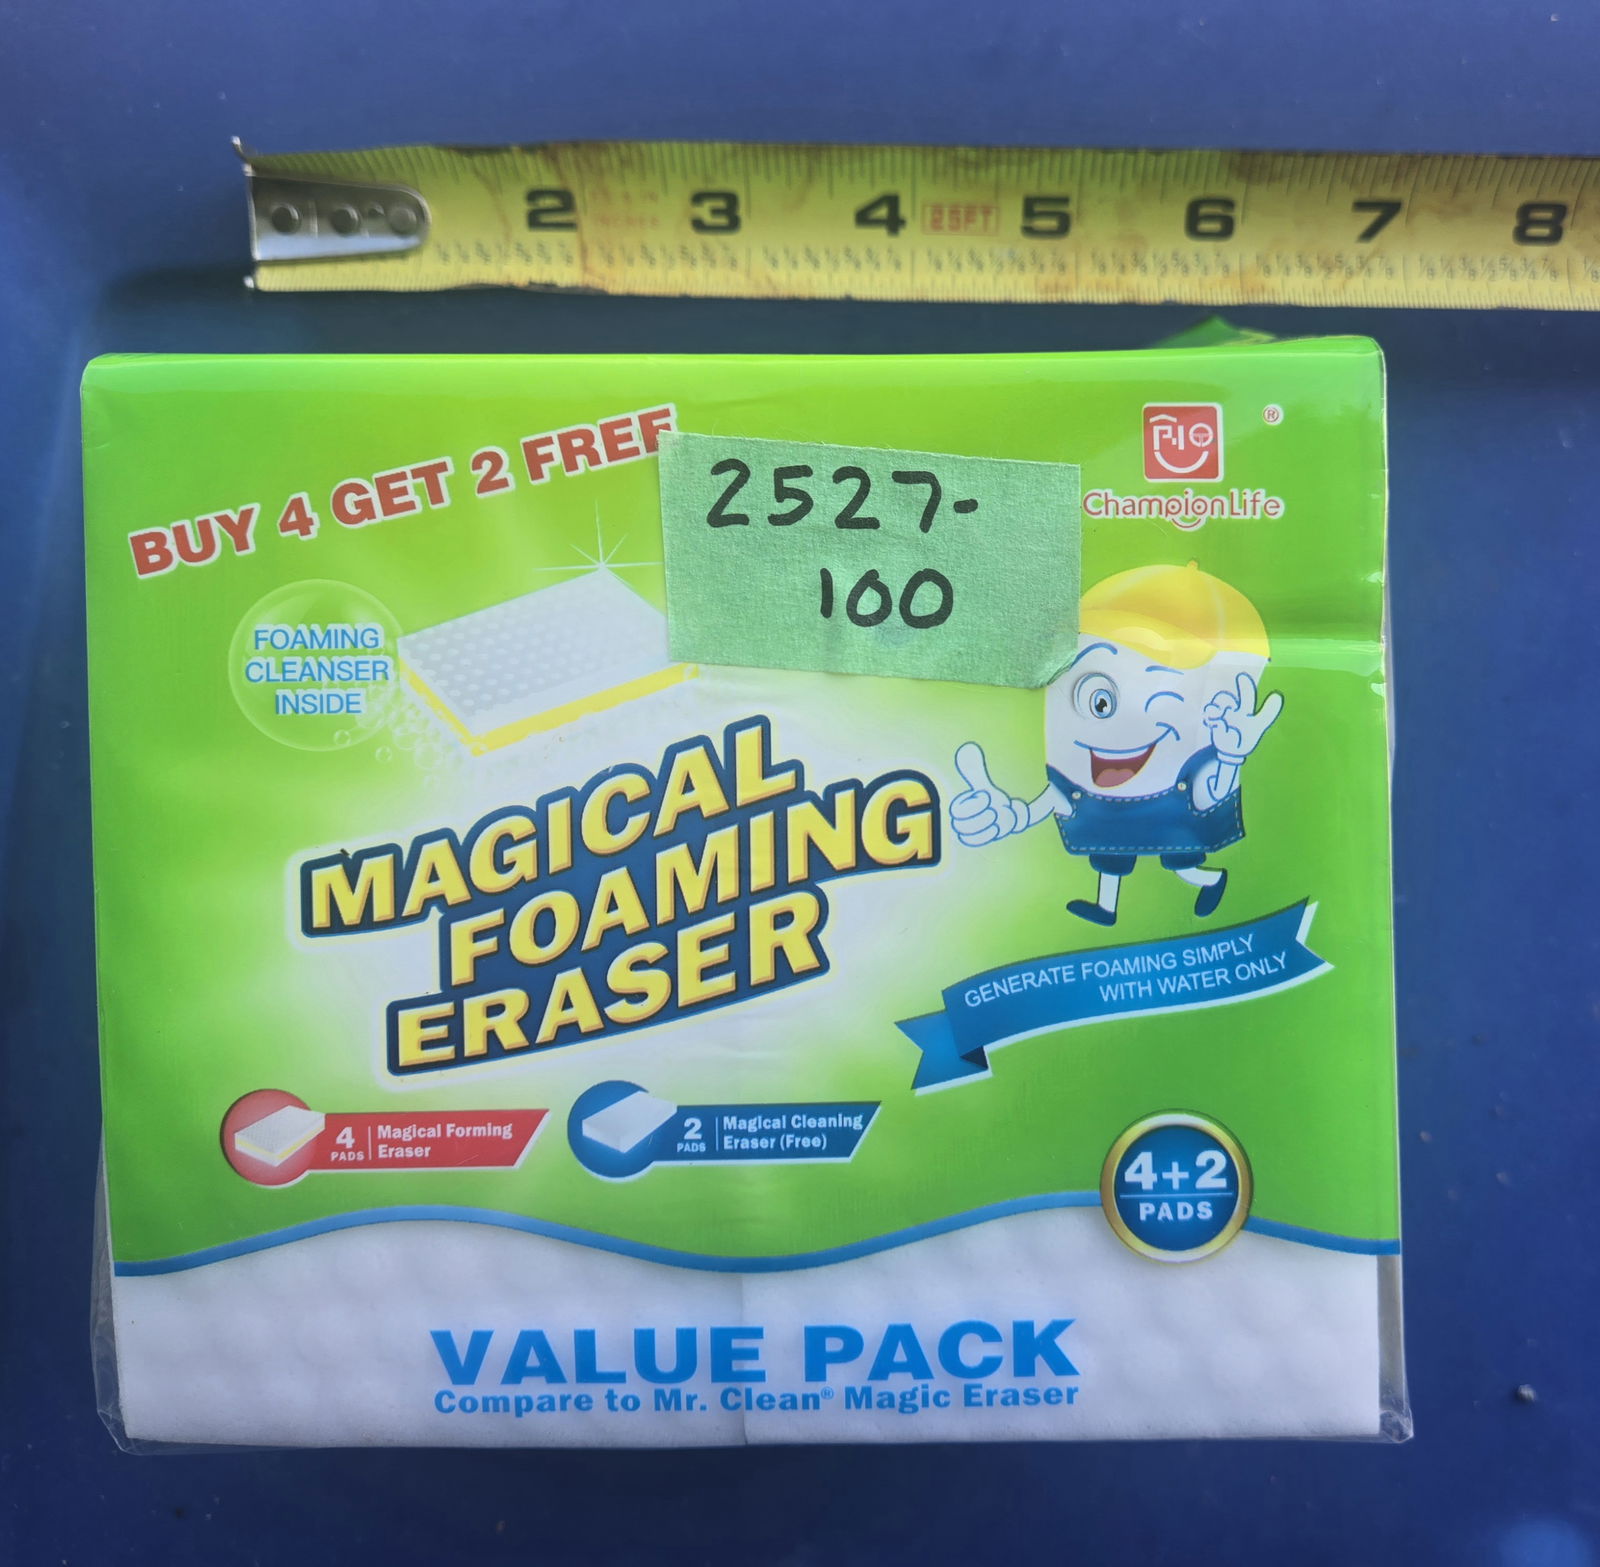 2 3 4 25FT 5 6 7 8
BUY 4 GET 2 FREE
2527-
100
RIO
®
ChampionLife
FOAMING
CLEANSER
INSIDE
MAGICAL
FOAMING
ERASER
GENERATE FOAMING SIMPLY
WITH WATER ONLY
4
PADS
Magical Forming
Eraser
2
PADS
Magical Cleaning
Eraser (Free)
4+2
PADS
VALUE PACK
Compare to Mr. Clean® Magic Eraser